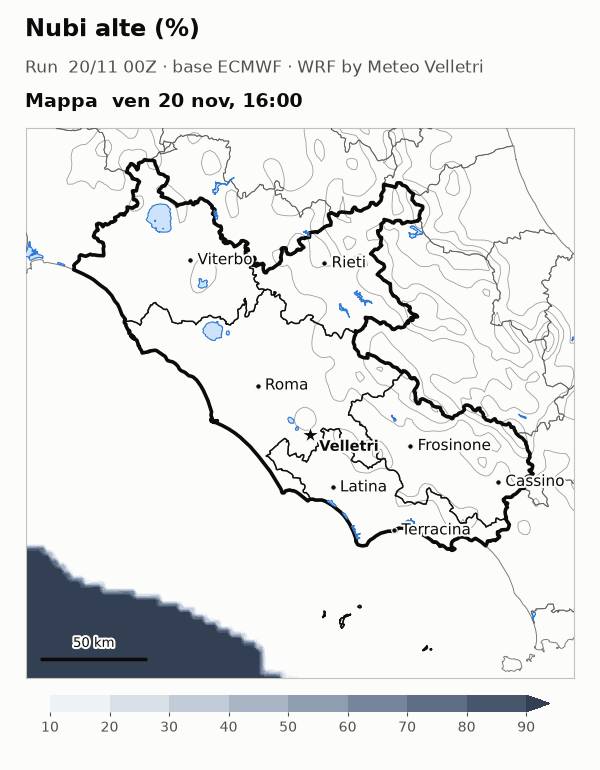 Nubi alte (%)
Run  20/11 00Z · base ECMWF · WRF by Meteo Velletri
Mappa  ven 20 nov, 16:00
Viterbo
Rieti
Roma
Velletri
Frosinone
Latina
Cassino
Terracina
50 km
10 20 30 40 50 60 70 80 90